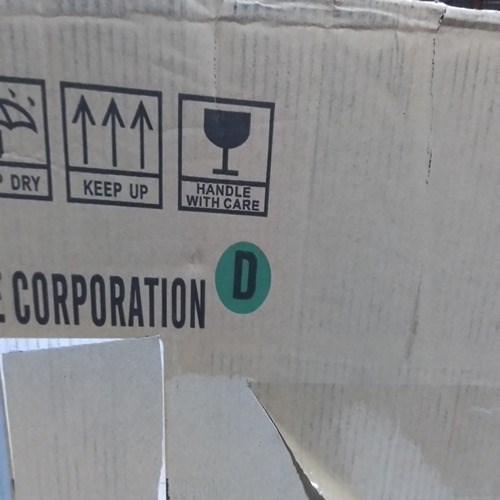 DRY
KEEP UP
HANDLE
WITH CARE
CORPORATION
D